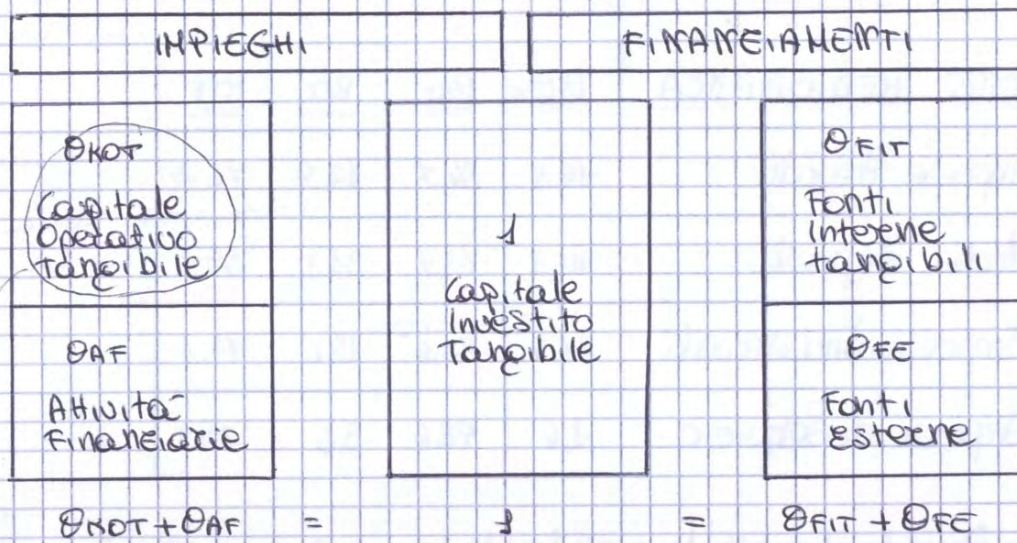 IMPIEGHI
FINANZIAMENTI
ΘKOT
Capitale
Operativo
Tangibile
ΘAF
Attività
Finanziarie
1
Capitale
Investito
Tangibile
ΘFIT
Fonti
Interne
tangibili
ΘFE
Fonti
Esterne
ΘKOT + ΘAF = 1 = ΘFIT + ΘFE